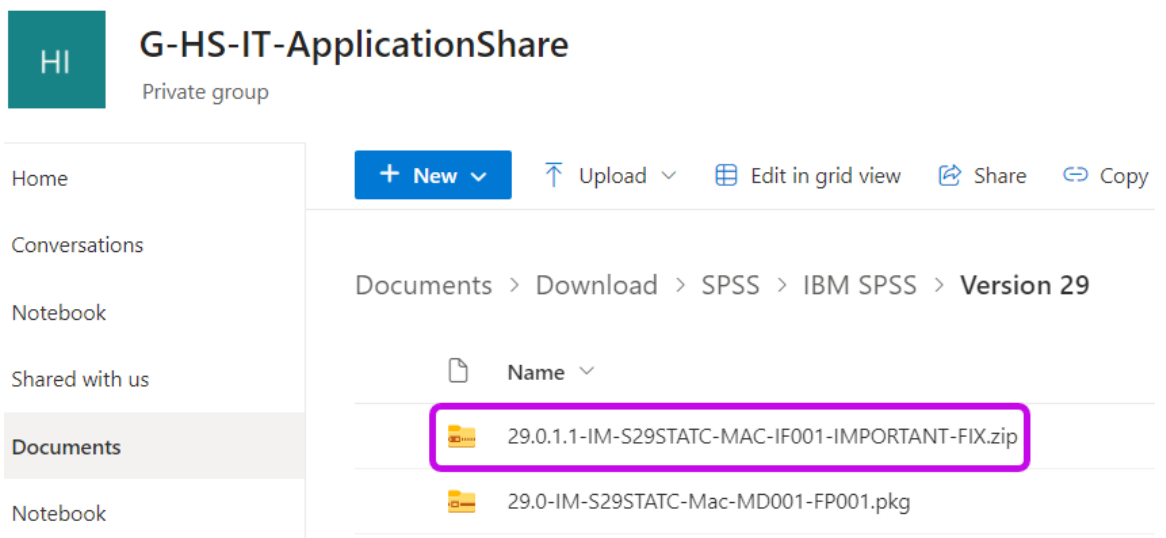 HI
G-HS-IT-ApplicationShare
Private group
Home
Conversations
Notebook
Shared with us
Documents
Notebook
+ New Upload Edit in grid view Share Copy
Documents > Download > SPSS > IBM SPSS > Version 29
Name
29.0.1.1-IM-S29STATC-MAC-IF001-IMPORTANT-FIX.zip
29.0-IM-S29STATC-Mac-MD001-FP001.pkg